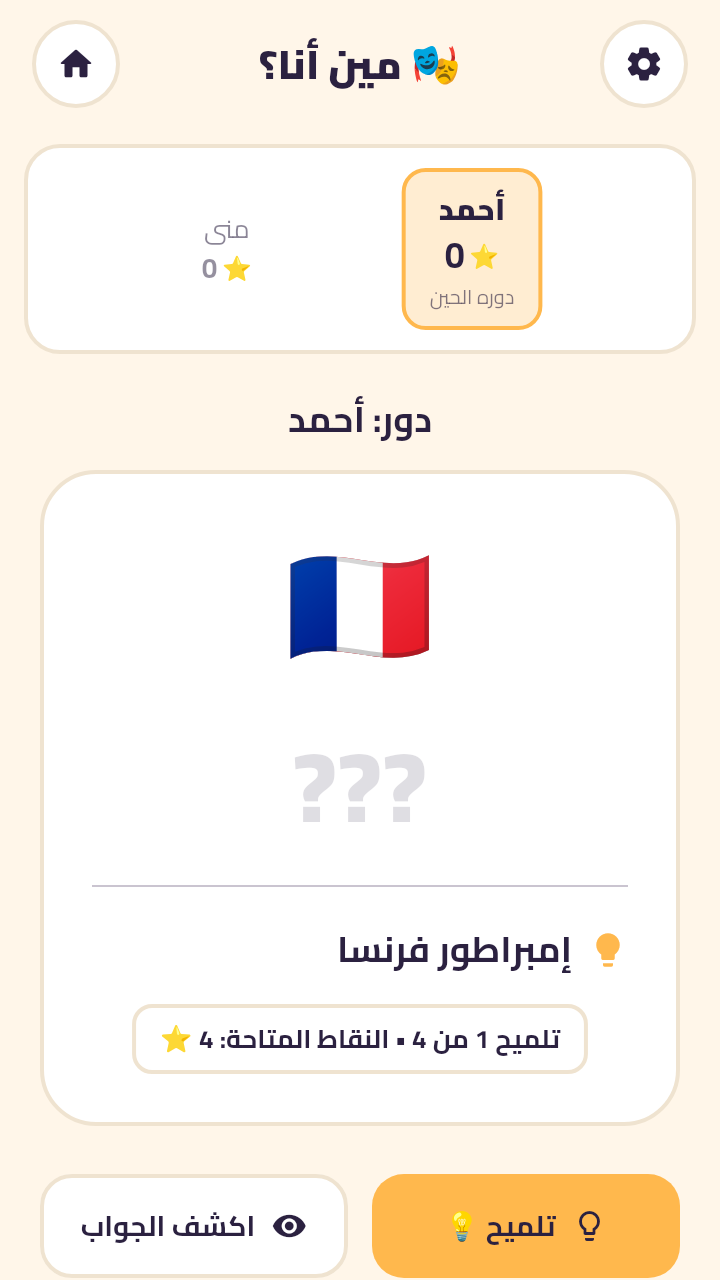 🎭 مين أنا؟
أحمد
⭐ 0
دوره الحين
منى
⭐ 0
دور: أحمد
???
إمبراطور فرنسا
تلميح 1 من 4 • النقاط المتاحة: 4 ⭐
تلميح 💡
اكشف الجواب